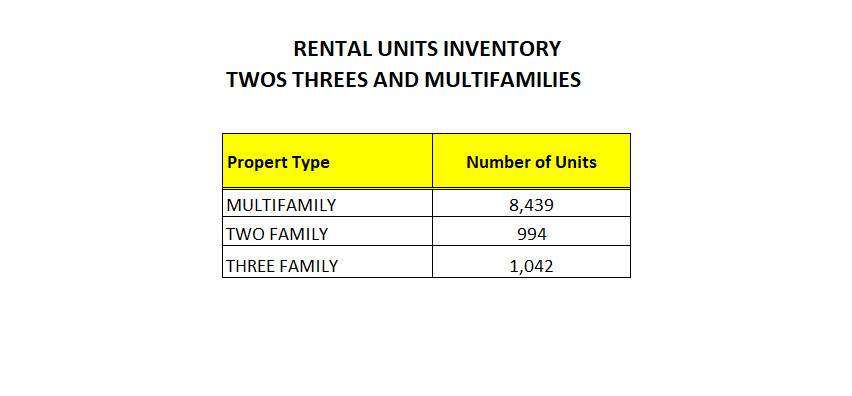 RENTAL UNITS INVENTORY
TWOS THREES AND MULTIFAMILIES
Propert Type Number of Units
MULTIFAMILY 8,439
TWO FAMILY 994
THREE FAMILY 1,042